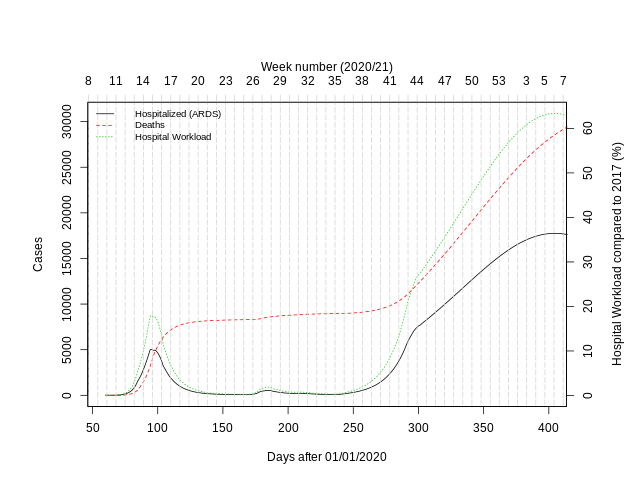 Week number (2020/21)
8 11 14 17 20 23 26 29 32 35 38 41 44 47 50 53 3 5 7
Hospitalized (ARDS)
Deaths
Hospital Workload
Cases
0 5000 10000 15000 20000 25000 30000
Hospital Workload compared to 2017 (%)
0 10 20 30 40 50 60
50 100 150 200 250 300 350 400
Days after 01/01/2020